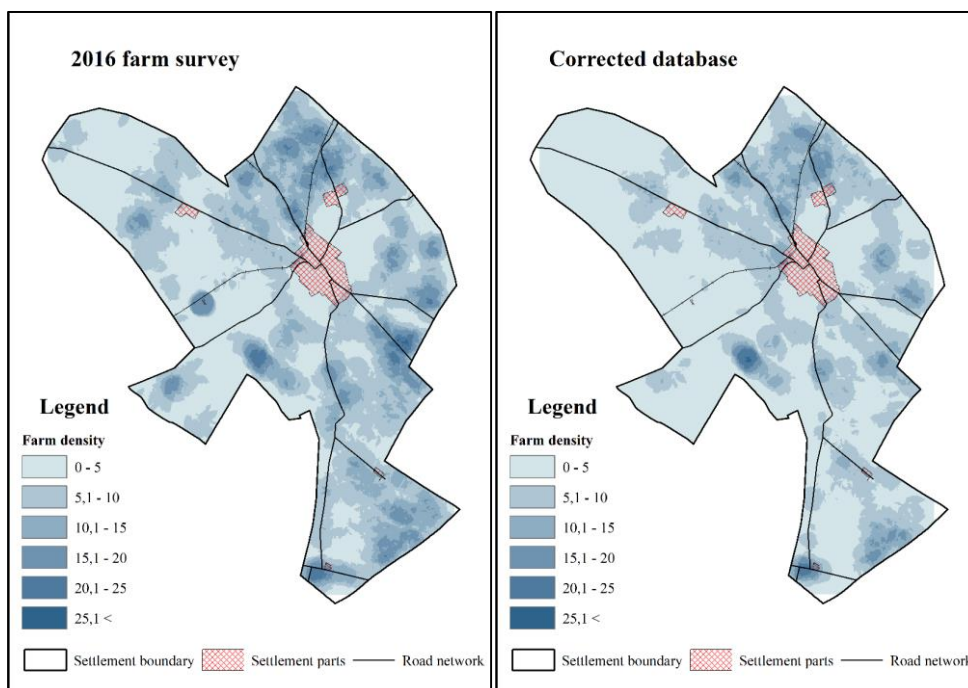 2016 farm survey
Legend
Farm density
0 - 5
5,1 - 10
10,1 - 15
15,1 - 20
20,1 - 25
25,1 <
Settlement boundary Settlement parts Road network
Corrected database
Legend
Farm density
0 - 5
5,1 - 10
10,1 - 15
15,1 - 20
20,1 - 25
25,1 <
Settlement boundary Settlement parts Road network